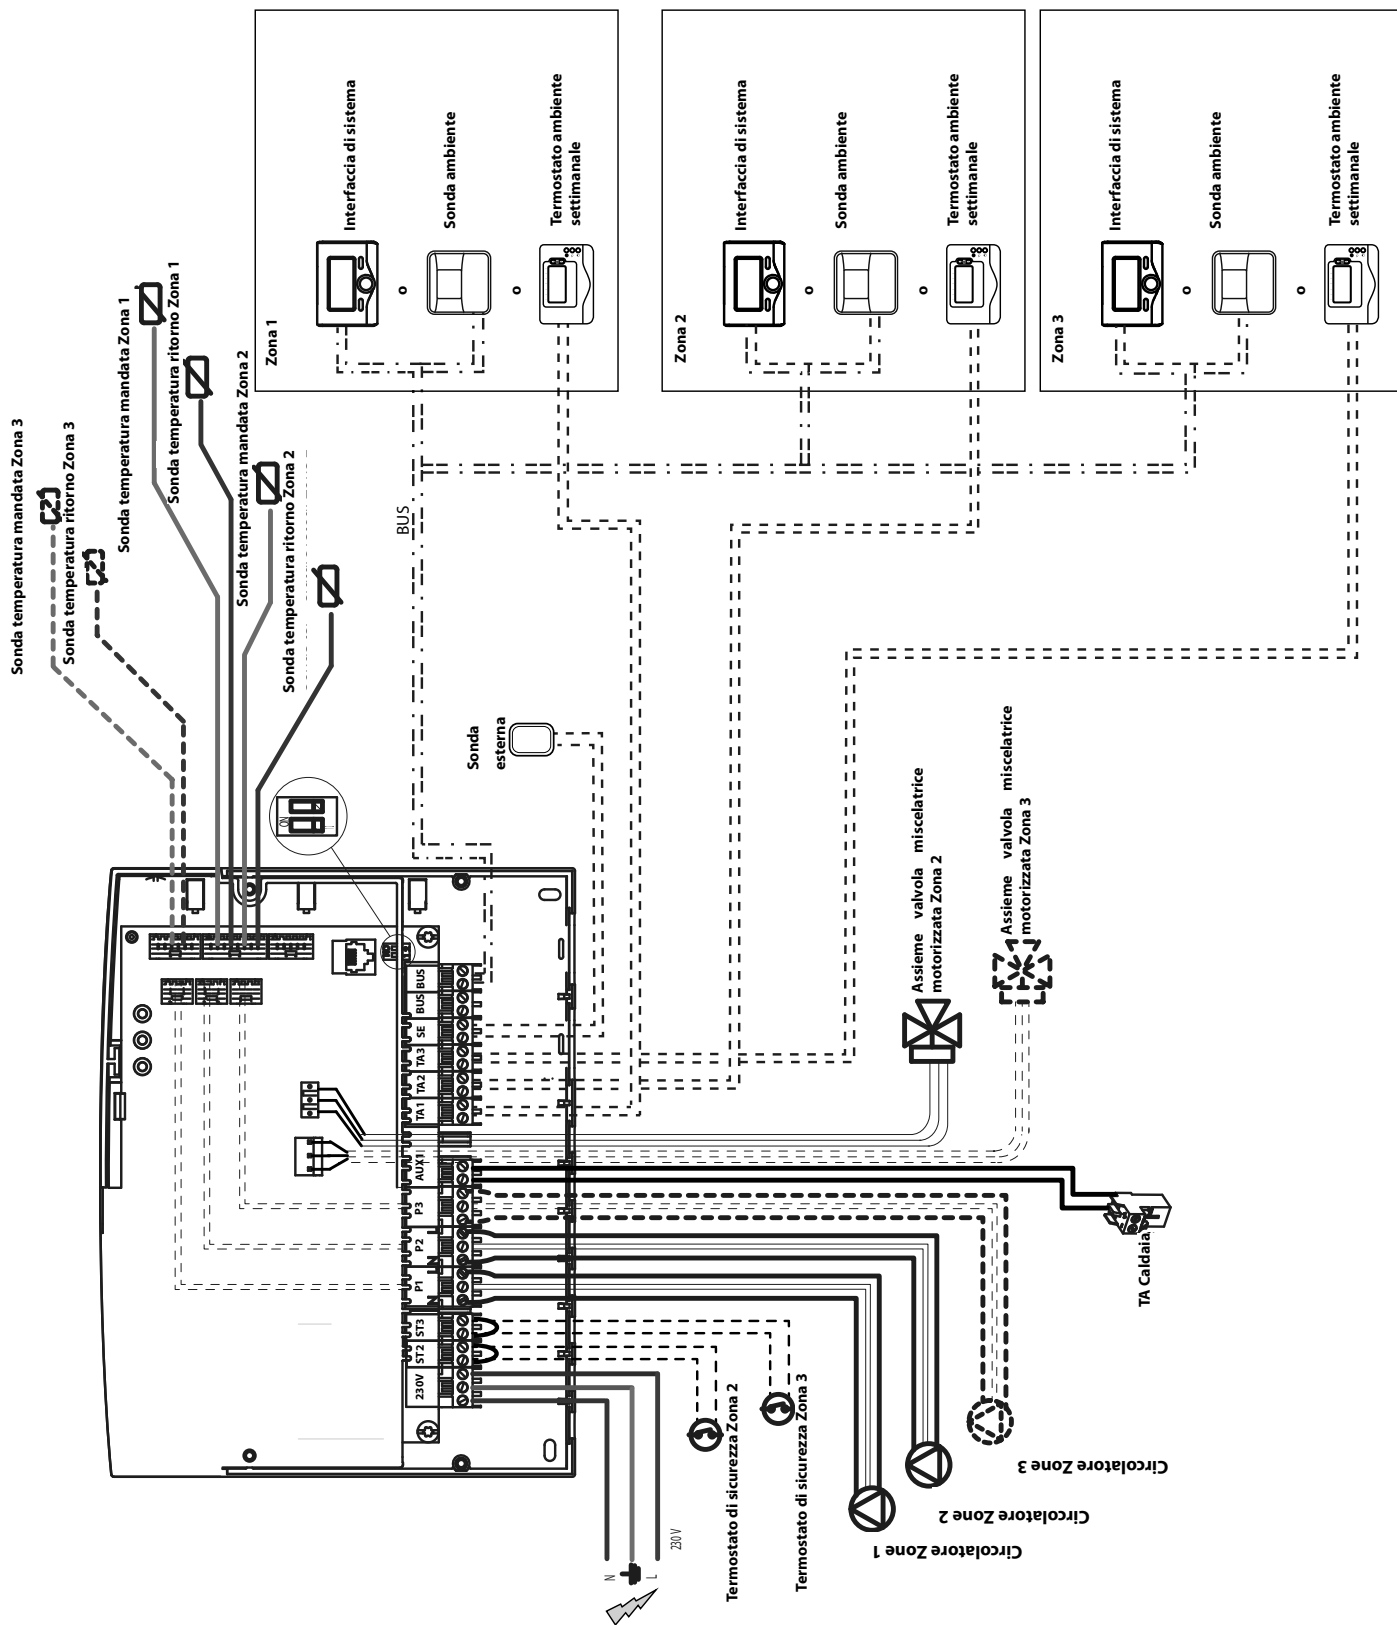 Sonda temperatura mandata Zona 3
Sonda temperatura ritorno Zona 3
Sonda temperatura mandata Zona 1
Sonda temperatura ritorno Zona 1
Sonda temperatura mandata Zona 2
Sonda temperatura ritorno Zona 2
Zona 1
Interfaccia di sistema
o
Sonda ambiente
o
Termostato ambiente
settimanale
Zona 2
Interfaccia di sistema
o
Sonda ambiente
o
Termostato ambiente
settimanale
Zona 3
Interfaccia di sistema
o
Sonda ambiente
o
Termostato ambiente
settimanale
BUS
Sonda
esterna
ON
230V
ST2
ST3
P1
P2
P3
AUX1
TA1
TA2
TA3
SE
BUS
BUS
N
L
N
L
Assieme valvola miscelatrice
motorizzata Zona 2
Assieme valvola miscelatrice
motorizzata Zona 3
TA Caldaia
N
L
230 V
Termostato di sicurezza Zona 2
Termostato di sicurezza Zona 3
Circolatore Zone 1
Circolatore Zone 2
Circolatore Zone 3